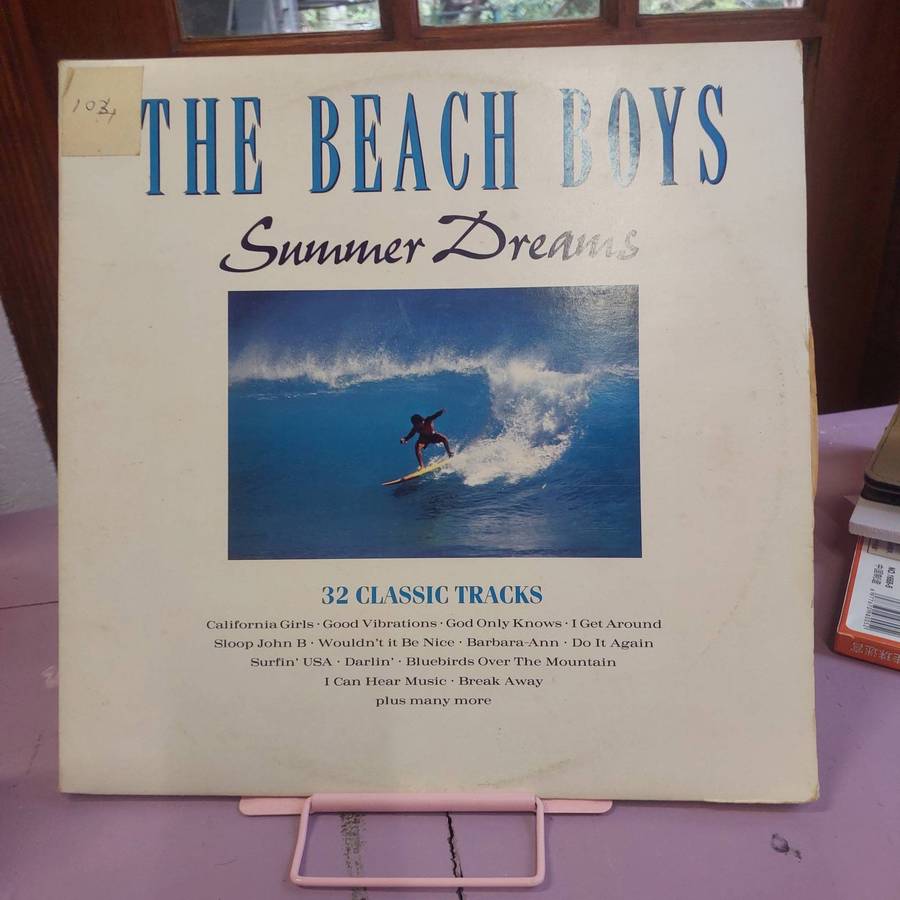 103
THE BEACH BOYS
Summer Dreams
32 CLASSIC TRACKS
California Girls · Good Vibrations · God Only Knows · I Get Around
Sloop John B · Wouldn't it Be Nice · Barbara-Ann · Do It Again
Surfin' USA · Darlin' · Bluebirds Over The Mountain
I Can Hear Music · Break Away
plus many more